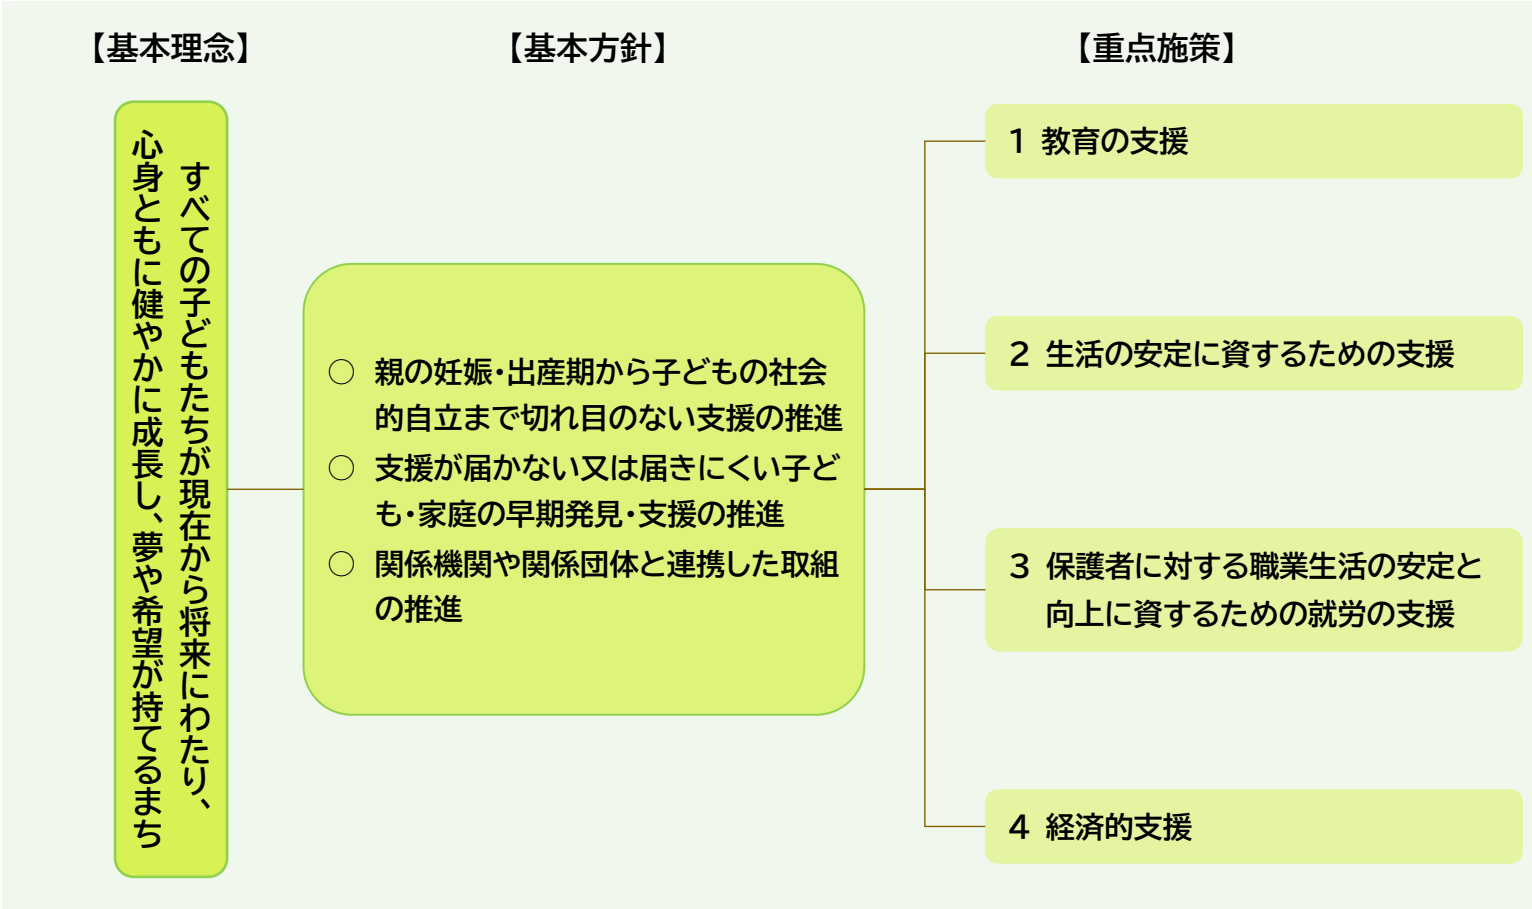 【基本理念】
【基本方針】
【重点施策】
すべての子どもたちが現在から将来にわたり、
心身ともに健やかに成長し、夢や希望が持てるまち
○ 親の妊娠・出産期から子どもの社会
的自立まで切れ目のない支援の推進
○ 支援が届かない又は届きにくい子ど
も・家庭の早期発見・支援の推進
○ 関係機関や関係団体と連携した取組
の推進
1 教育の支援
2 生活の安定に資するための支援
3 保護者に対する職業生活の安定と
向上に資するための就労の支援
4 経済的支援